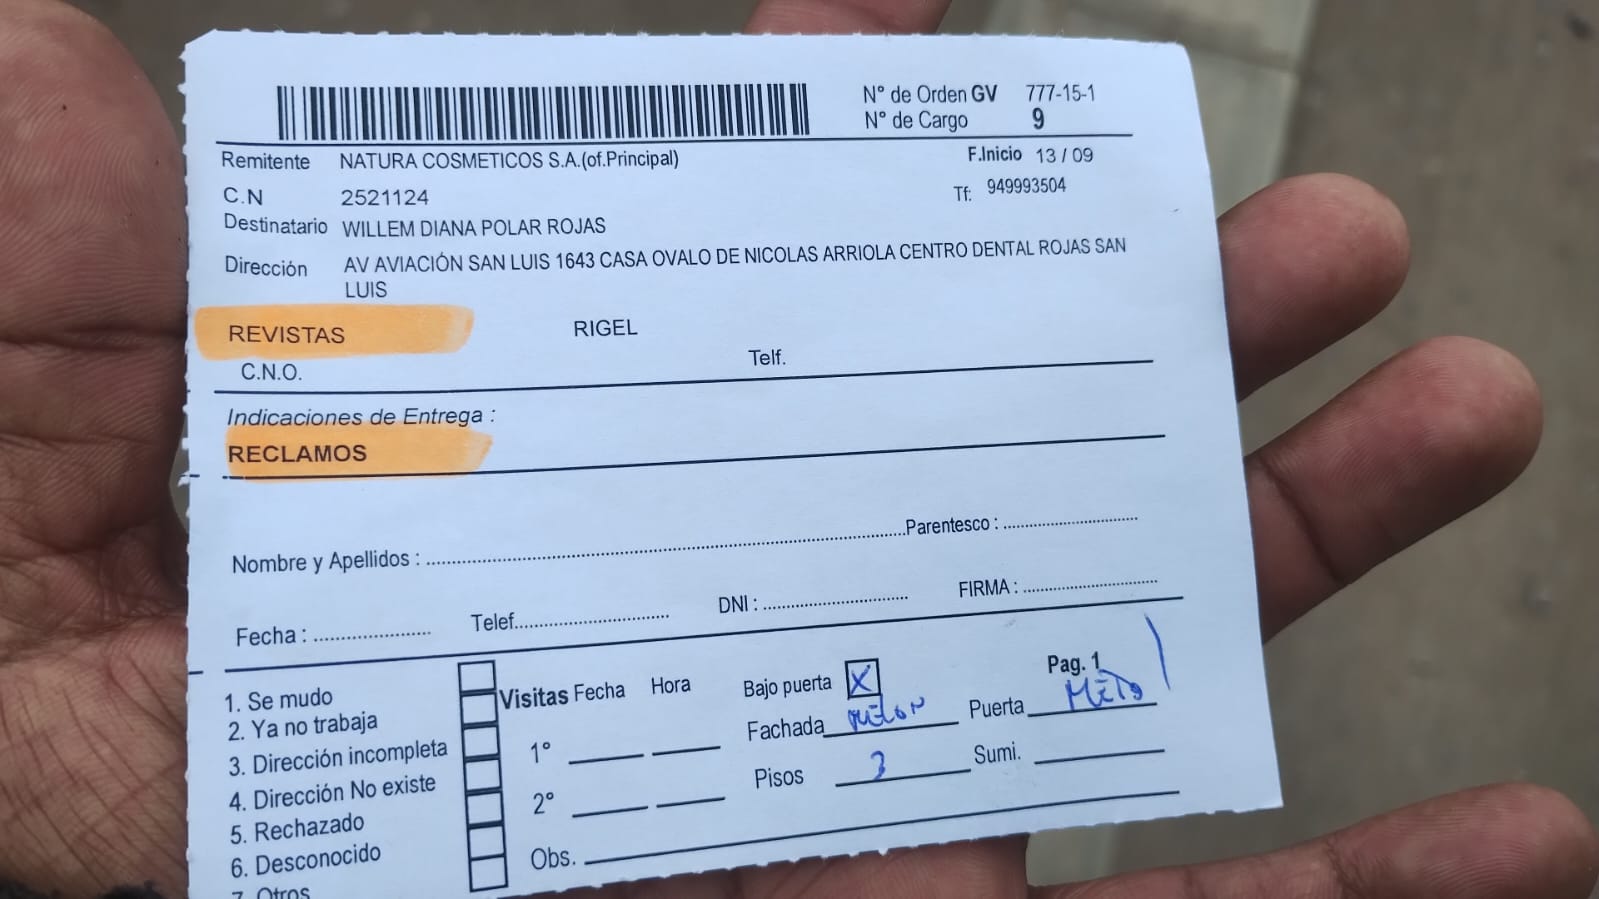 N° de Orden GV 777-15-1
N° de Cargo 9
Remitente NATURA COSMETICOS S.A.(of.Principal) F.Inicio 13 / 09
C.N 2521124 Tf: 949993504
Destinatario WILLEM DIANA POLAR ROJAS
Dirección AV AVIACIÓN SAN LUIS 1643 CASA OVALO DE NICOLAS ARRIOLA CENTRO DENTAL ROJAS SAN
LUIS
REVISTAS RIGEL
C.N.O. Telf.
Indicaciones de Entrega :
RECLAMOS
Nombre y Apellidos : ........ Parentesco : ........
Fecha : ........ Telef........ DNI : ........ FIRMA : ........
Pag. 1
1. Se mudo Visitas Fecha Hora Bajo puerta X
2. Ya no trabaja Fachada MELON Puerta
3. Dirección incompleta 1°
4. Dirección No existe Pisos 3 Sumi.
5. Rechazado 2°
6. Desconocido Obs.
7. Otros